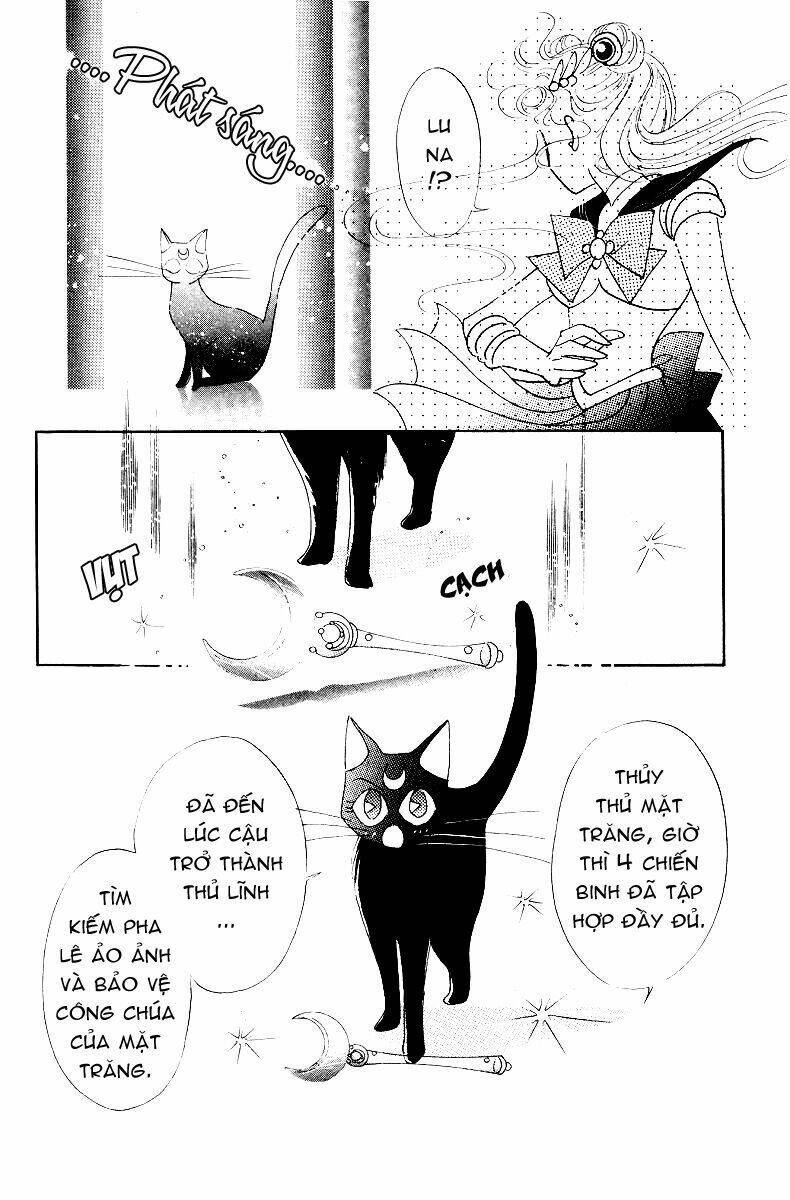 ....Phát sáng....
LU
NA
!?
VỤT
CẠCH
THỦY
THỦ MẶT
TRĂNG, GIỜ
THÌ 4 CHIẾN
BINH ĐÃ TẬP
HỢP ĐẦY ĐỦ.
ĐÃ ĐẾN
LÚC CẬU
TRỞ THÀNH
THỦ LĨNH
...
TÌM
KIẾM PHA
LÊ ẢO ẢNH
VÀ BẢO VỆ
CÔNG CHÚA
CỦA MẶT
TRĂNG.